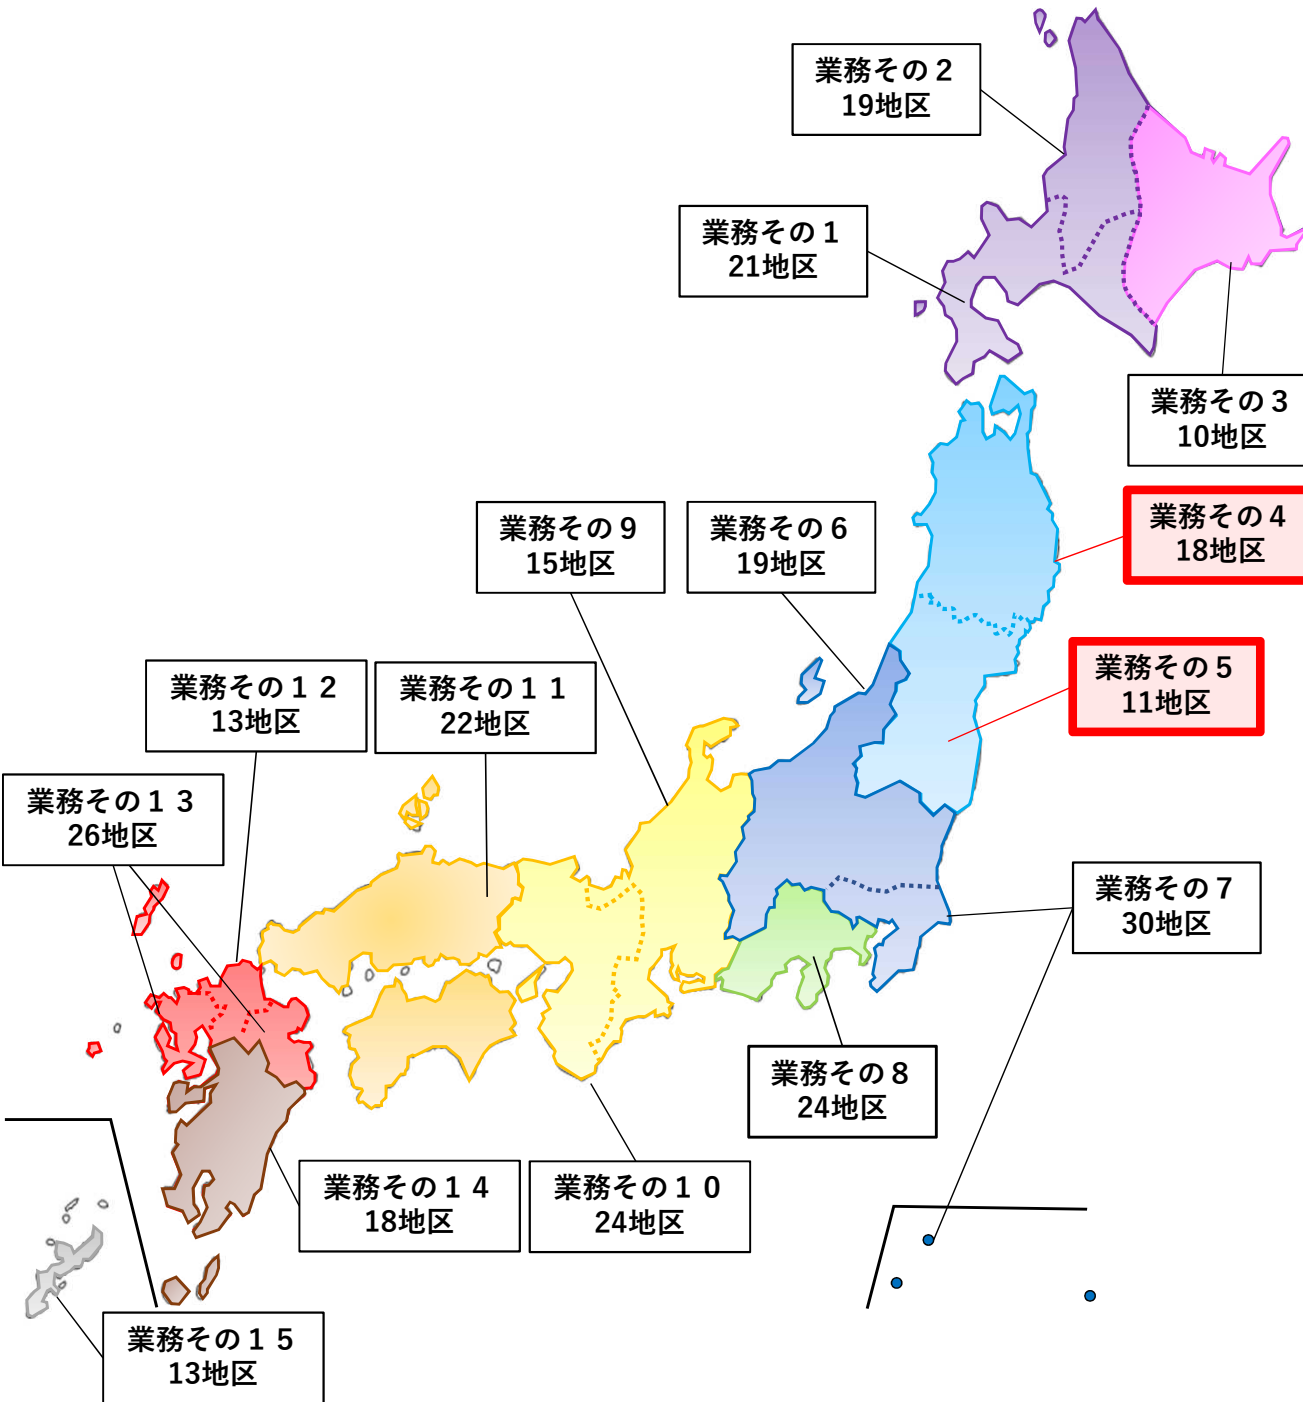 業務その２
19地区
業務その１
21地区
業務その３
10地区
業務その４
18地区
業務その９
15地区
業務その６
19地区
業務その５
11地区
業務その１２
13地区
業務その１１
22地区
業務その１３
26地区
業務その７
30地区
業務その８
24地区
業務その１４
18地区
業務その１０
24地区
業務その１５
13地区